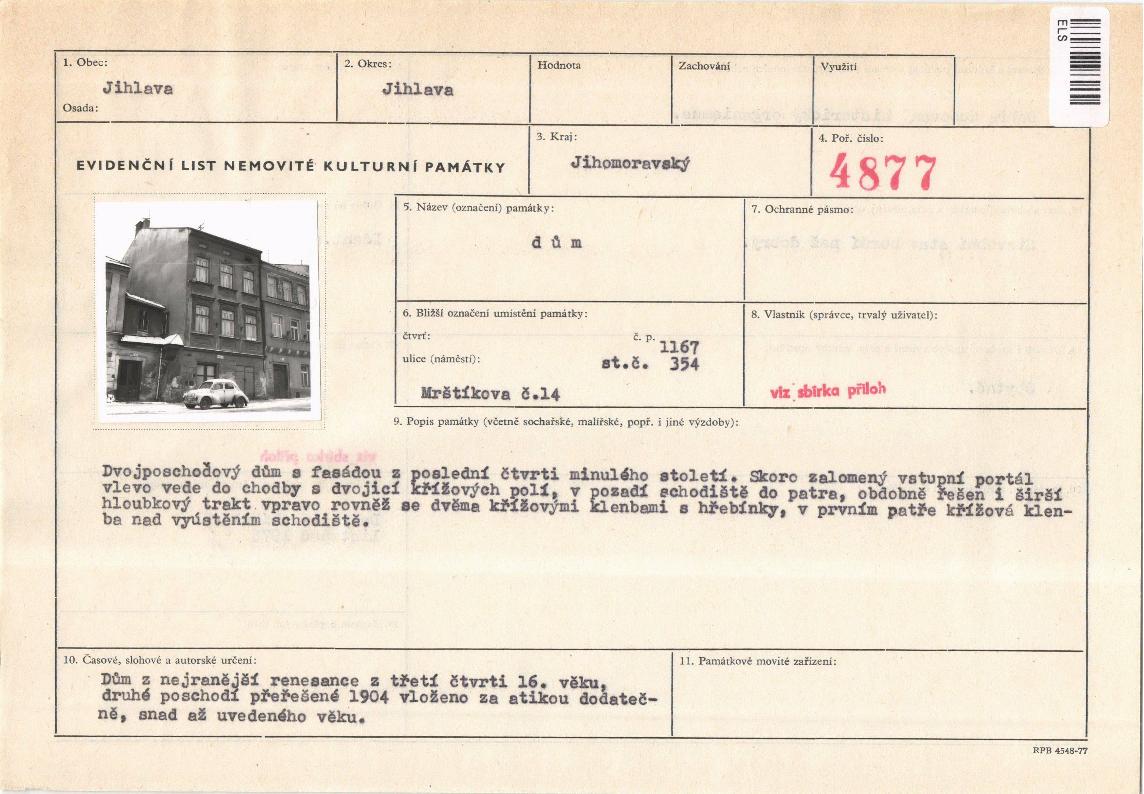 ELS
1. Obec:
Jihlava
Osada:
2. Okres:
Jihlava
Hodnota
Zachování
Využití
EVIDENČNÍ LIST NEMOVITÉ KULTURNÍ PAMÁTKY
3. Kraj:
Jihomoravský
4. Poř. číslo:
4877
5. Název (označení) památky:
dům
7. Ochranné pásmo:
6. Bližší označení umístění památky:
čtvrť:
č. p. 1167
ulice (náměstí):
st.č. 354
Mrštíkova č.14
8. Vlastník (správce, trvalý uživatel):
viz sbírka příloh
9. Popis památky (včetně sochařské, malířské, popř. i jiné výzdoby):
Dvojposchoďový dům s fasádou z poslední čtvrti minulého století. Skoro zalomený vstupní portál
vlevo vede do chodby s dvojicí křížových polí, v pozadí schodiště do patra, obdobně řešen i širší
hloubkový trakt vpravo rovněž se dvěma křížovými klenbami s hřebínky, v prvním patře křížová klen-
ba nad vyústěním schodiště.
10. Časové, slohové a autorské určení:
Dům z nejranější renesance z třetí čtvrti 16. věku,
druhé poschodí přeřešené 1904 vloženo za atikou dodateč-
ně, snad až uvedeného věku.
11. Památkové movité zařízení:
RPB 4548-77